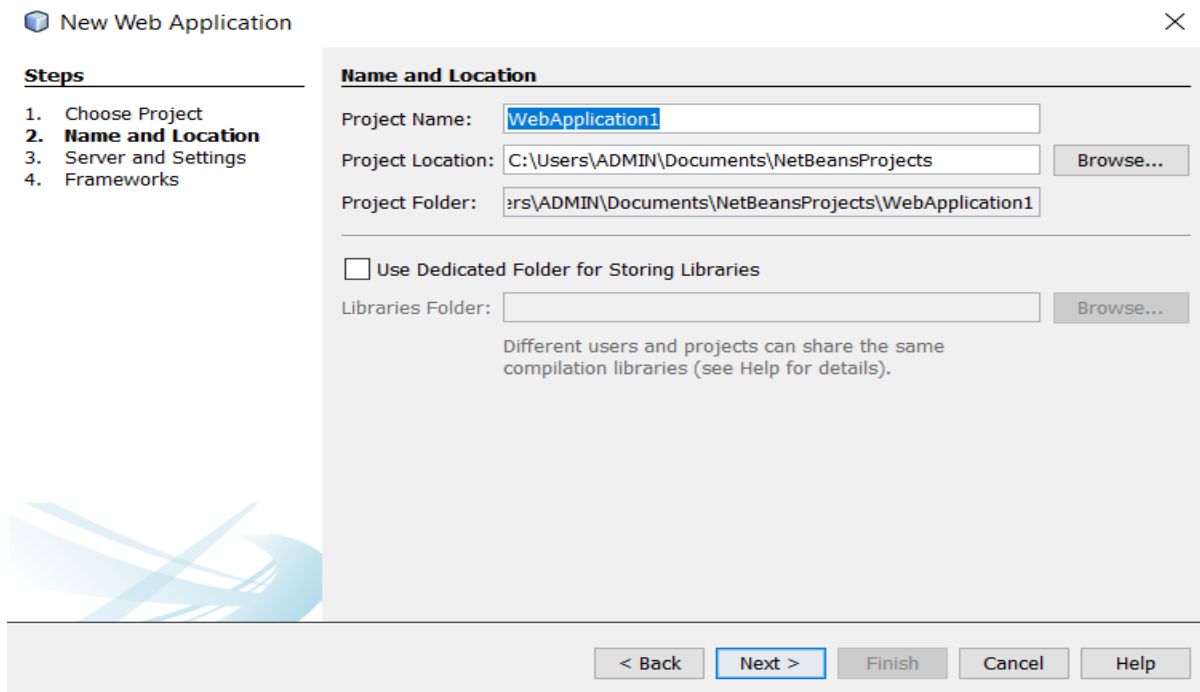 New Web Application
Steps
1. Choose Project
2. Name and Location
3. Server and Settings
4. Frameworks
Name and Location
Project Name: WebApplication1
Project Location: C:\Users\ADMIN\Documents\NetBeansProjects Browse...
Project Folder: ers\ADMIN\Documents\NetBeansProjects\WebApplication1
Use Dedicated Folder for Storing Libraries
Libraries Folder: Browse...
Different users and projects can share the same
compilation libraries (see Help for details).
< Back Next > Finish Cancel Help